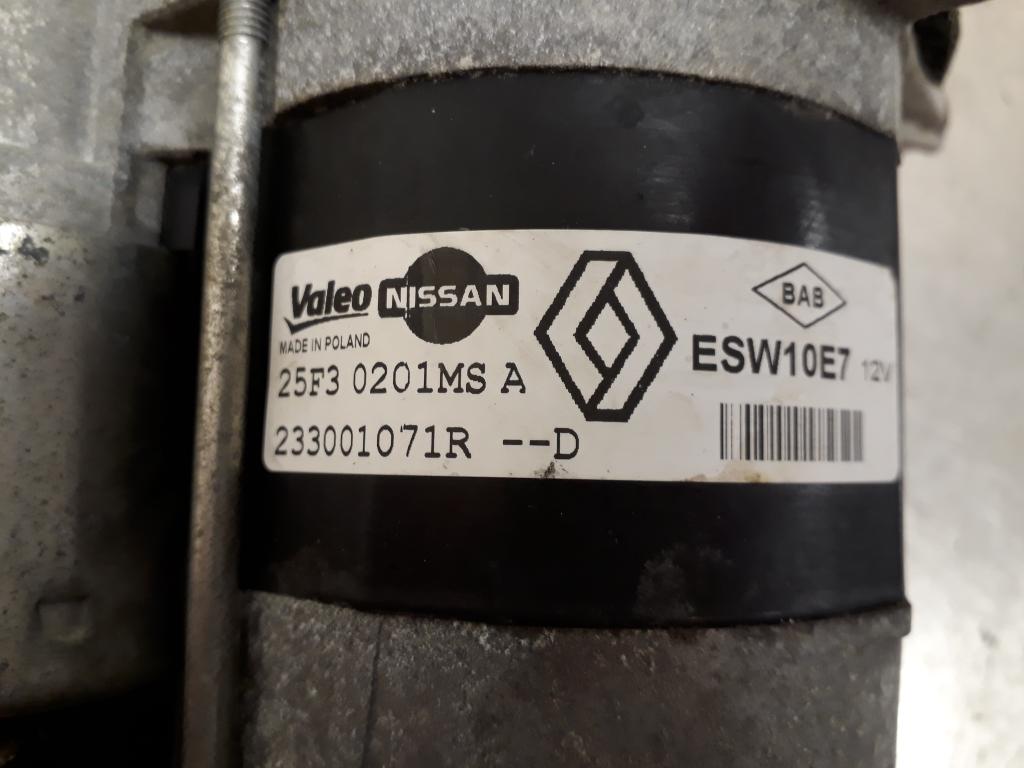 Valeo NISSAN
BAB
MADE IN POLAND
ESW10E7 12V
25F3 0201MS A
233001071R --D